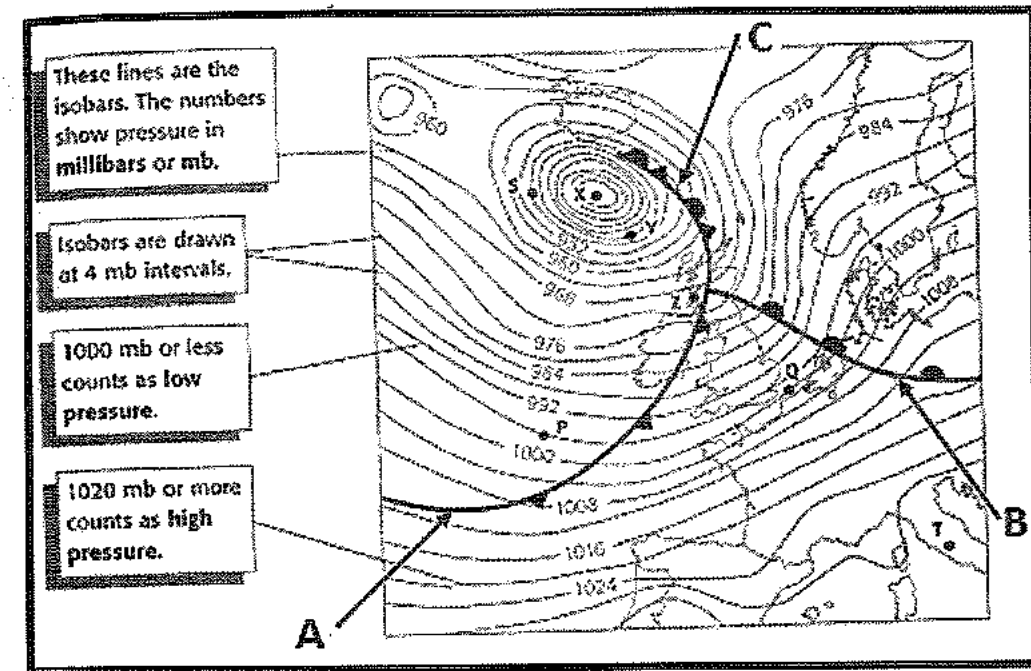 These lines are the
isobars. The numbers
show pressure in
millibars or mb.
Isobars are drawn
at 4 mb intervals.
1000 mb or less
counts as low
pressure.
1020 mb or more
counts as high
pressure.
C
960
976
984
992
1000
1008
S
X
Y
960
968
Z
976
984
992
P
1002
1008
1016
1024
Q
T
A
B